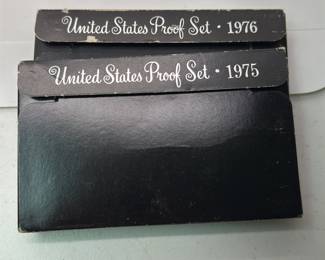 United States Proof Set • 1976
United States Proof Set • 1975